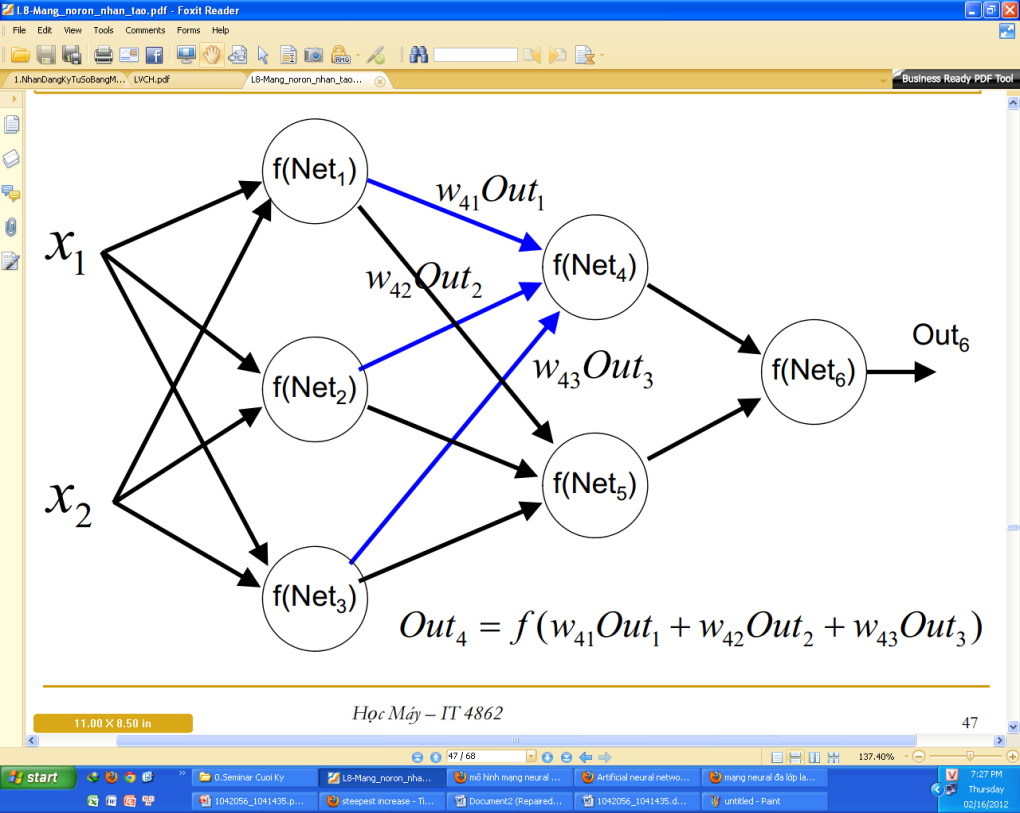 L8-Mang_noron_nhan_tao.pdf - Foxit Reader
File Edit View Tools Comments Forms Help
1.NhanDangKyTuSoBangM... LVCH.pdf L8-Mang_noron_nhan_tao... Business Ready PDF Tool
f(Net₁)
w₄₁Out₁
x₁
f(Net₄)
w₄₂Out₂
Out₆
w₄₃Out₃
f(Net₆)
f(Net₂)
x₂
f(Net₅)
f(Net₃)
Out₄ = f(w₄₁Out₁ + w₄₂Out₂ + w₄₃Out₃)
Học Máy – IT 4862
47
11.00 X 8.50 in
47 / 68 137.40%
start 0.Seminar Cuoi Ky L8-Mang_noron_nha... mô hình mạng neural ... Artificial neural netwo... mạng neural đa lớp la... 7:27 PM
Thursday
1042056_1041435.p... steepest increase - Ti... Document2 (Repaired... 1042056_1041435.d... untitled - Paint 02/16/2012